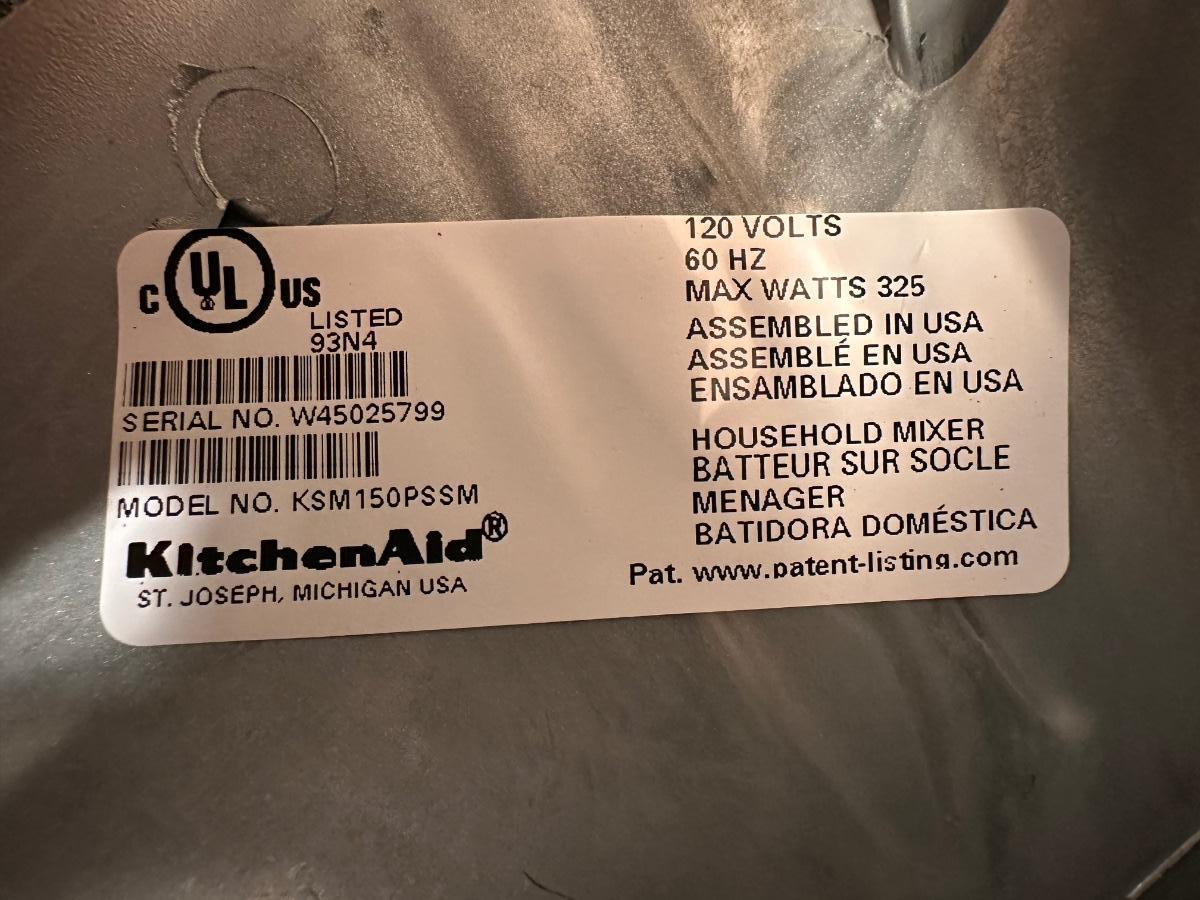 C UL US
LISTED
93N4
SERIAL NO. W45025799
MODEL NO. KSM150PSSM
KitchenAid®
ST. JOSEPH, MICHIGAN USA
120 VOLTS
60 HZ
MAX WATTS 325
ASSEMBLED IN USA
ASSEMBLÉ EN USA
ENSAMBLADO EN USA
HOUSEHOLD MIXER
BATTEUR SUR SOCLE
MENAGER
BATIDORA DOMÉSTICA
Pat. www.patent-listing.com